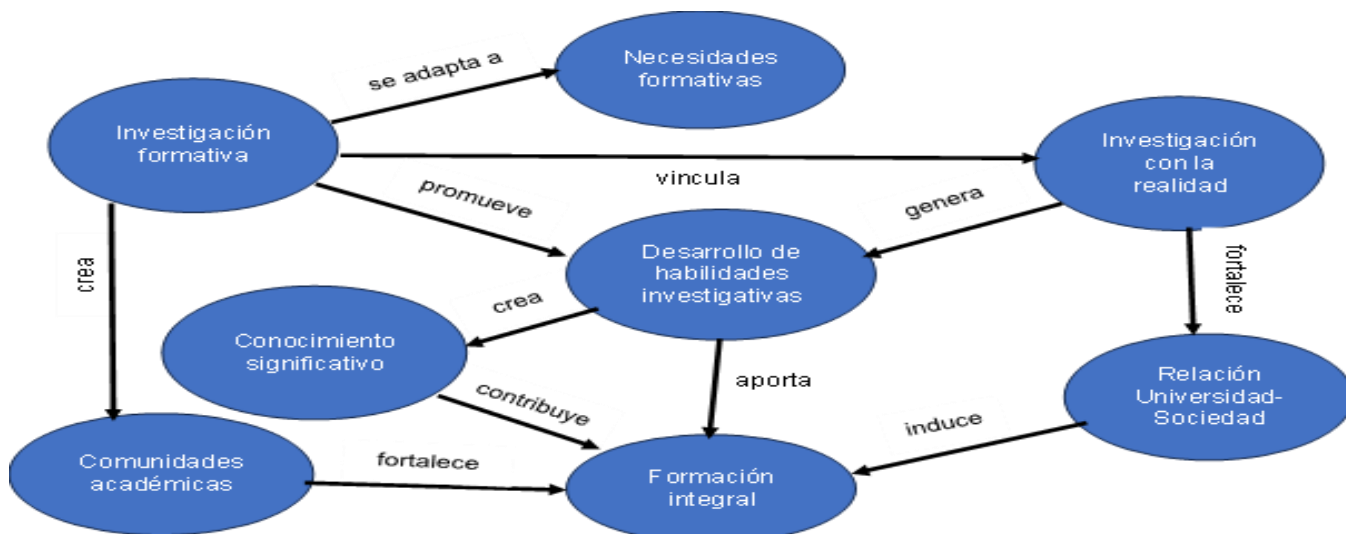 Necesidades
formativas
se adapta a
Investigación
formativa
Investigación
con la
realidad
vincula
promueve
genera
crea
fortalece
Desarrollo de
habilidades
investigativas
crea
Conocimiento
significativo
aporta
Relación
Universidad-
Sociedad
contribuye
induce
Comunidades
académicas
fortalece
Formación
integral